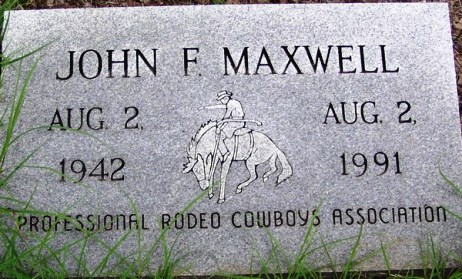 JOHN F. MAXWELL
AUG. 2, AUG. 2,
1942 1991
PROFESSIONAL RODEO COWBOYS ASSOCIATION